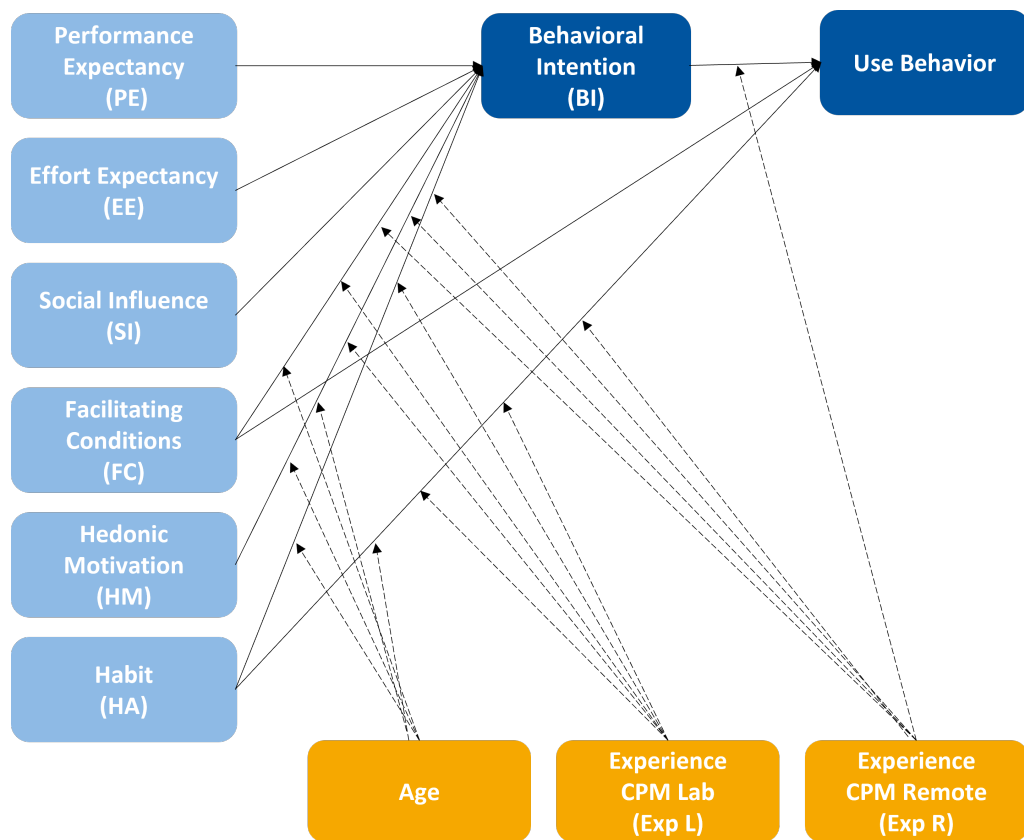 Performance
Expectancy
(PE)
Behavioral
Intention
(BI)
Use Behavior
Effort Expectancy
(EE)
Social Influence
(SI)
Facilitating
Conditions
(FC)
Hedonic
Motivation
(HM)
Habit
(HA)
Age
Experience
CPM Lab
(Exp L)
Experience
CPM Remote
(Exp R)